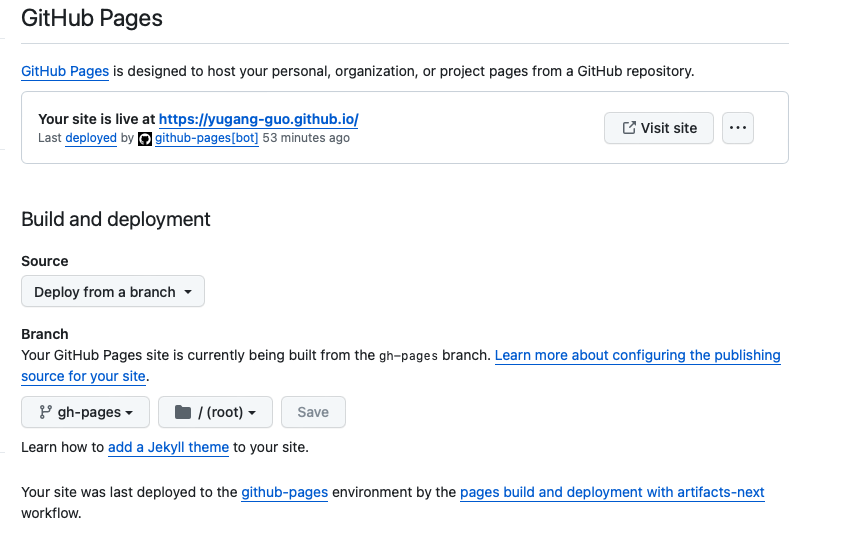 GitHub Pages
GitHub Pages is designed to host your personal, organization, or project pages from a GitHub repository.
Your site is live at https://yugang-guo.github.io/
Last deployed by github-pages[bot] 53 minutes ago
Visit site
Build and deployment
Source
Deploy from a branch
Branch
Your GitHub Pages site is currently being built from the gh-pages branch. Learn more about configuring the publishing
source for your site.
gh-pages
/ (root)
Save
Learn how to add a Jekyll theme to your site.
Your site was last deployed to the github-pages environment by the pages build and deployment with artifacts-next
workflow.